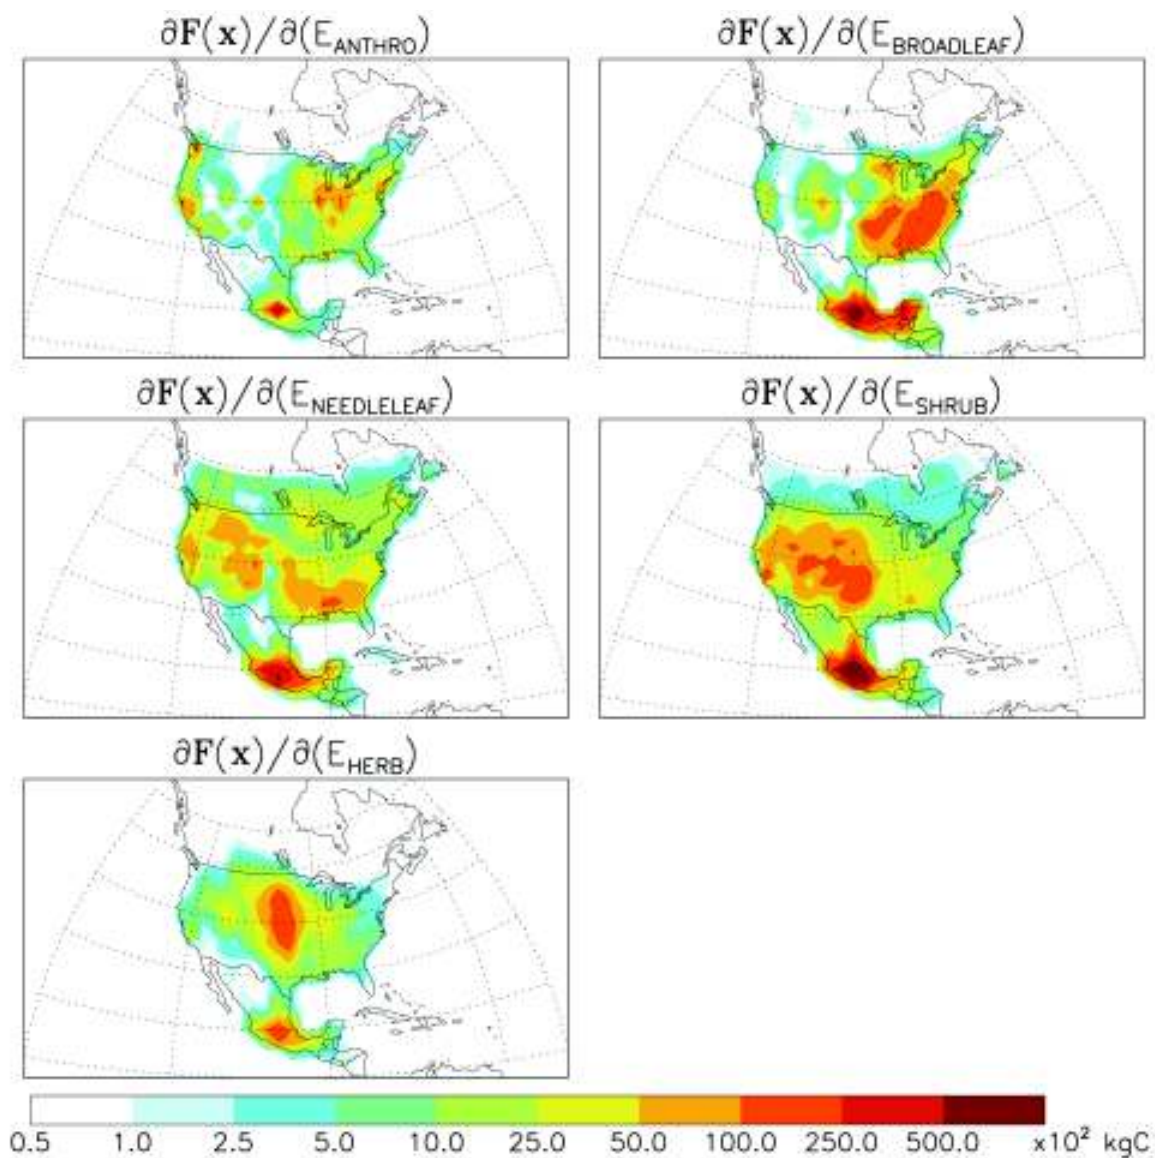 ∂F(x)/∂(E_ANTHRO)
∂F(x)/∂(E_BROADLEAF)
∂F(x)/∂(E_NEEDLELEAF)
∂F(x)/∂(E_SHRUB)
∂F(x)/∂(E_HERB)
0.5 1.0 2.5 5.0 10.0 25.0 50.0 100.0 250.0 500.0 x10² kgC